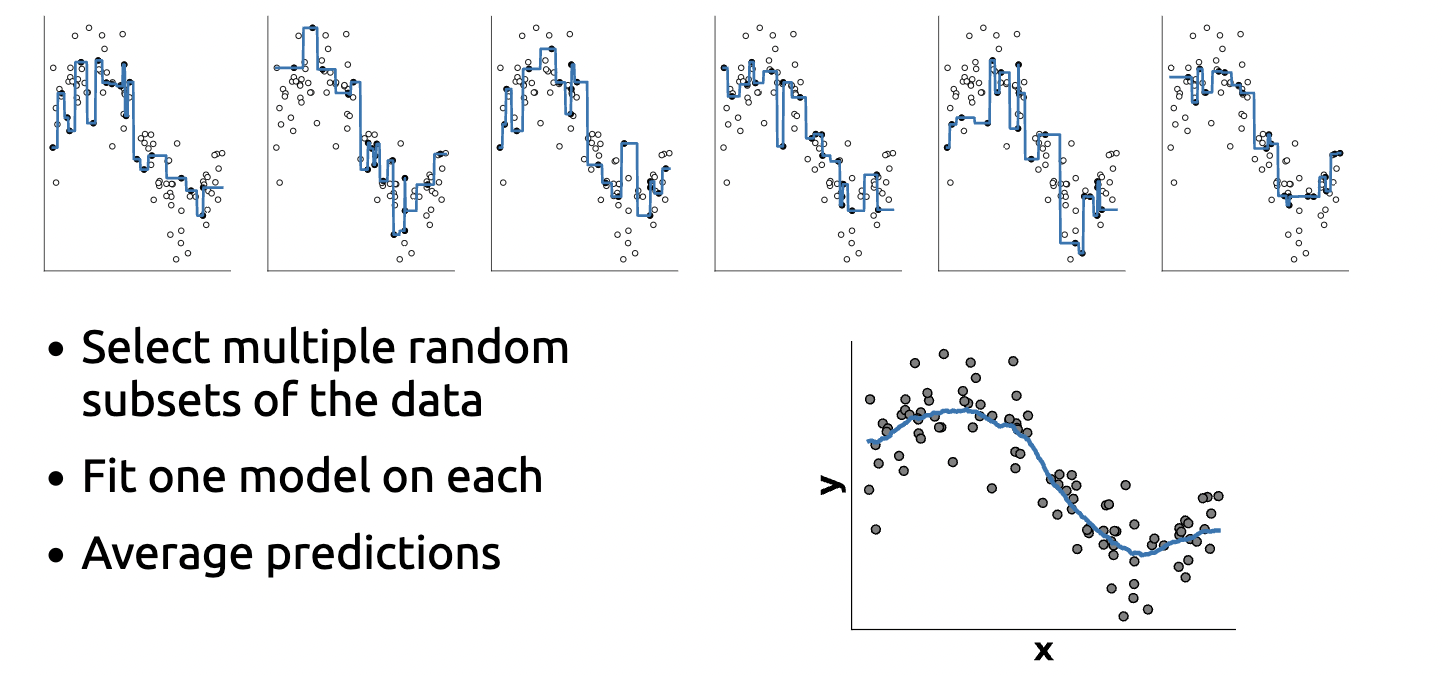 • Select multiple random
subsets of the data
• Fit one model on each
• Average predictions
y
x